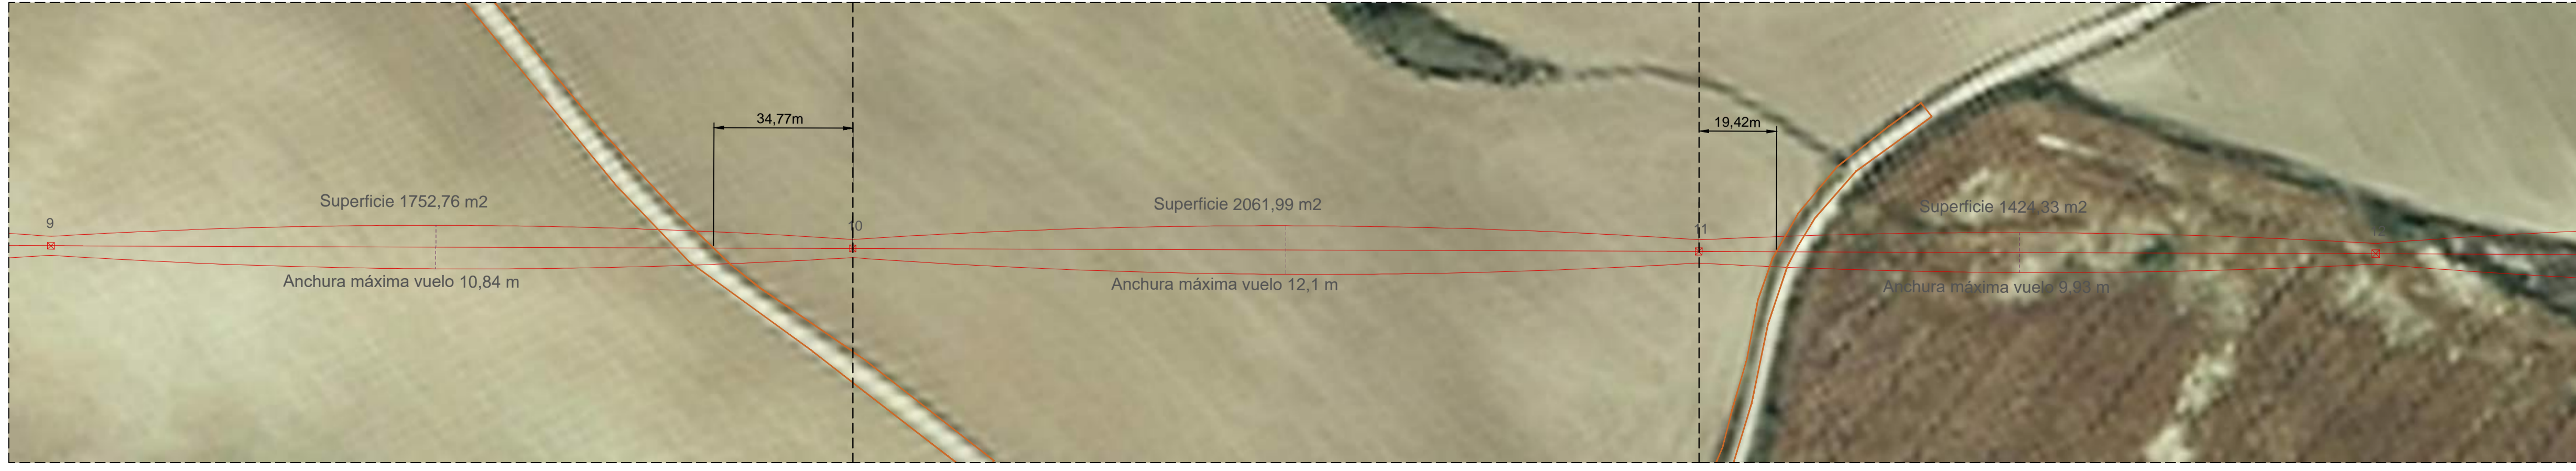 34,77m
19,42m
Superficie 1752,76 m2
Superficie 2061,99 m2
Superficie 1424,33 m2
9
10
11
12
Anchura máxima vuelo 10,84 m
Anchura máxima vuelo 12,1 m
Anchura máxima vuelo 9,93 m